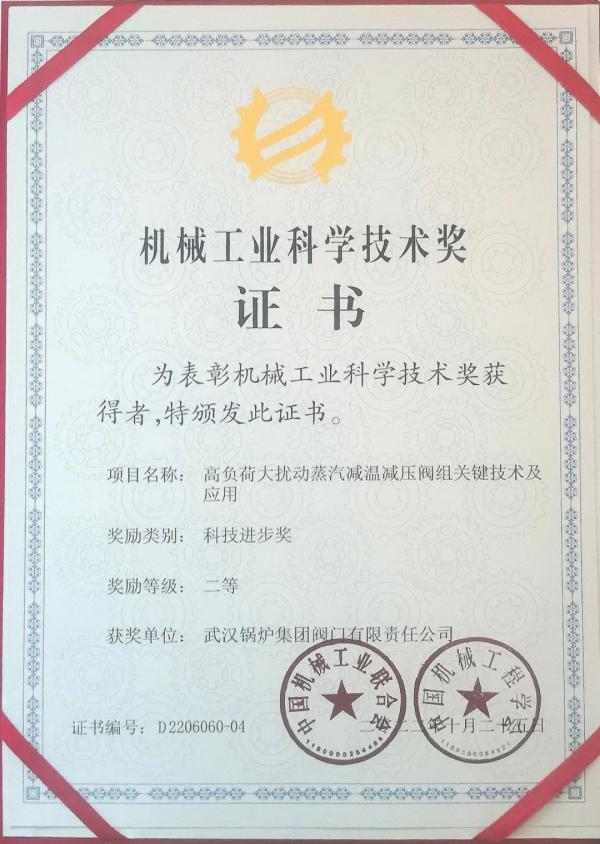 机械工业科学技术奖
证书
为表彰机械工业科学技术奖获
得者,特颁发此证书。
项目名称: 高负荷大扰动蒸汽减温减压阀组关键技术及
应用
奖励类别: 科技进步奖
奖励等级: 二等
获奖单位: 武汉锅炉集团阀门有限责任公司
中国机械工业联合会
中国机械工程学会
证书编号: D2206060-04
二〇二二年十月二十五日